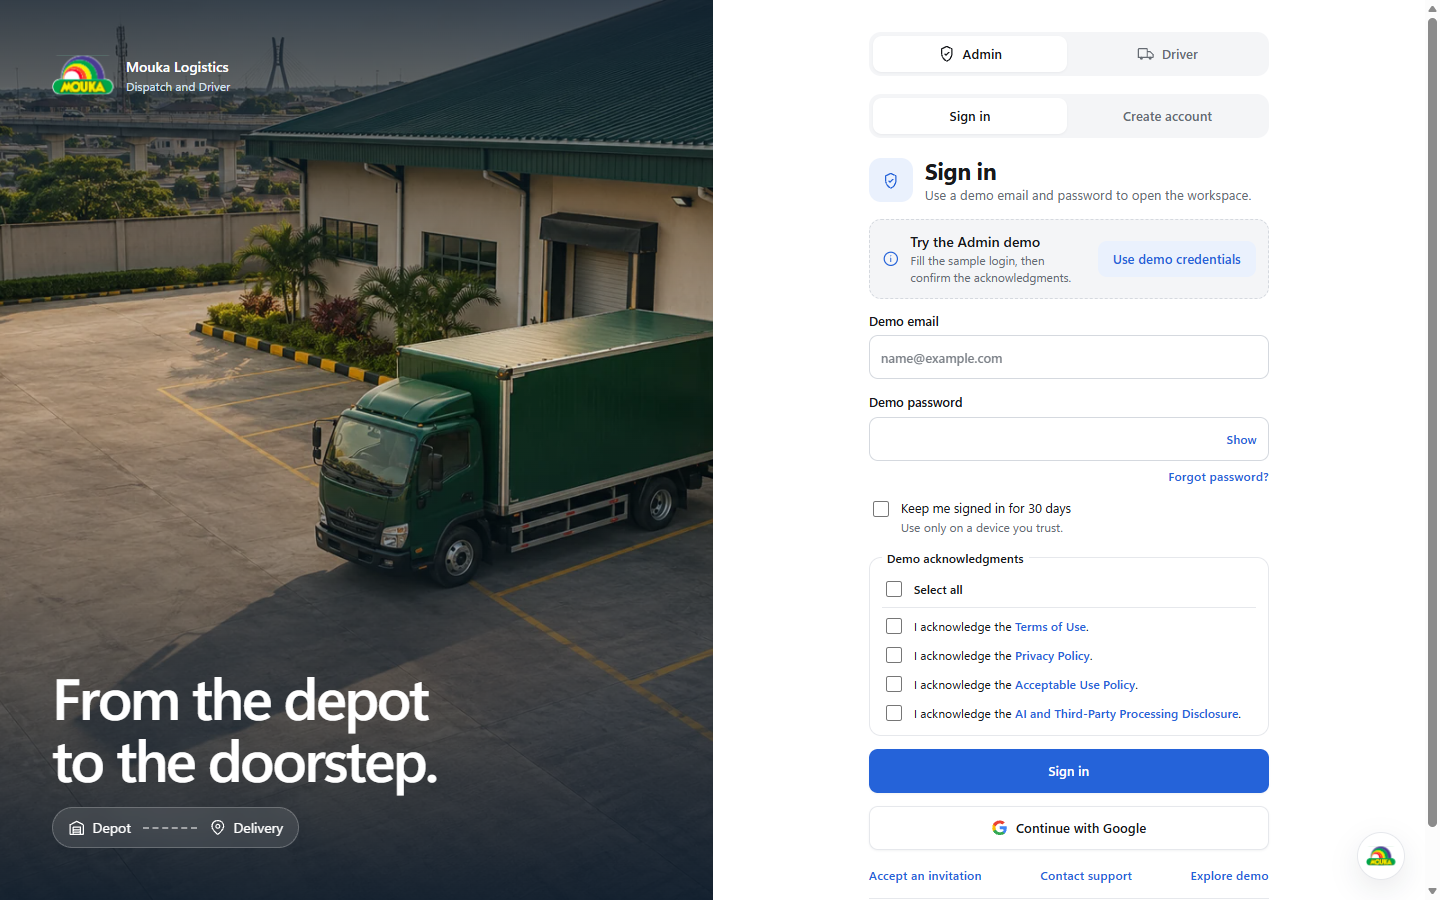 MOUKA
Mouka Logistics
Dispatch and Driver
From the depot
to the doorstep.
Depot
Delivery
Admin
Driver
Sign in
Create account
Sign in
Use a demo email and password to open the workspace.
Try the Admin demo
Fill the sample login, then
confirm the acknowledgments.
Use demo credentials
Demo email
name@example.com
Demo password
Show
Forgot password?
Keep me signed in for 30 days
Use only on a device you trust.
Demo acknowledgments
Select all
I acknowledge the Terms of Use.
I acknowledge the Privacy Policy.
I acknowledge the Acceptable Use Policy.
I acknowledge the AI and Third-Party Processing Disclosure.
Sign in
Continue with Google
Accept an invitation
Contact support
Explore demo
MOUKA